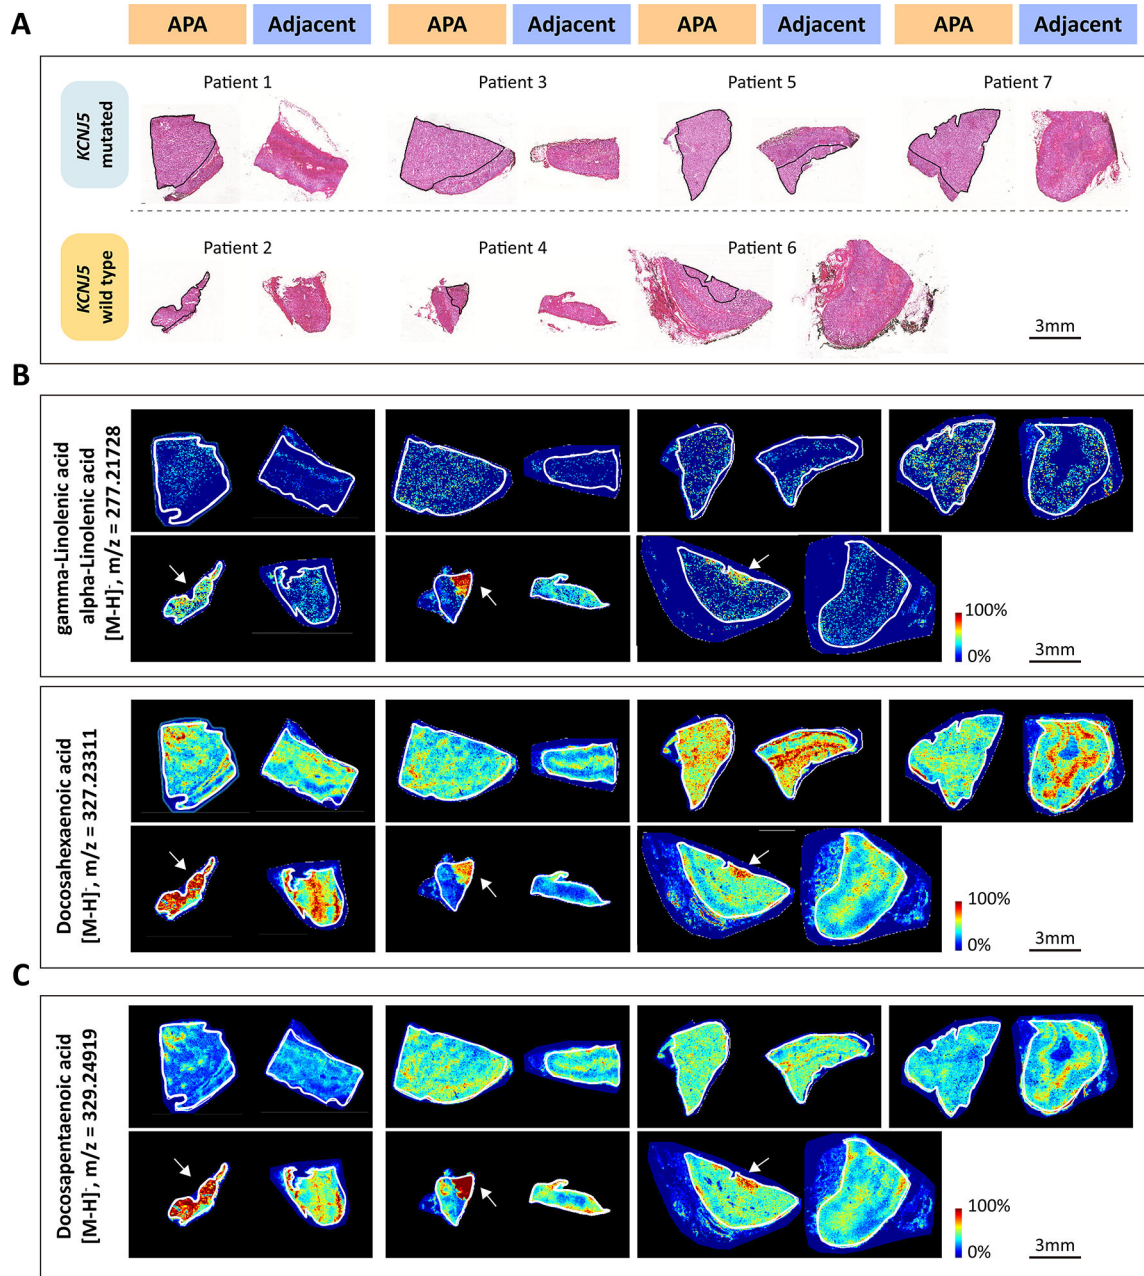 A
APA Adjacent APA Adjacent APA Adjacent APA Adjacent
KCNJ5
mutated
Patient 1 Patient 3 Patient 5 Patient 7
KCNJ5
wild type
Patient 2 Patient 4 Patient 6
3mm
B
gamma-Linolenic acid
alpha-Linolenic acid
[M-H]-, m/z = 277.21728
100%
0%
3mm
Docosahexaenoic acid
[M-H]-, m/z = 327.23311
100%
0%
3mm
C
Docosapentaenoic acid
[M-H]-, m/z = 329.24919
100%
0%
3mm